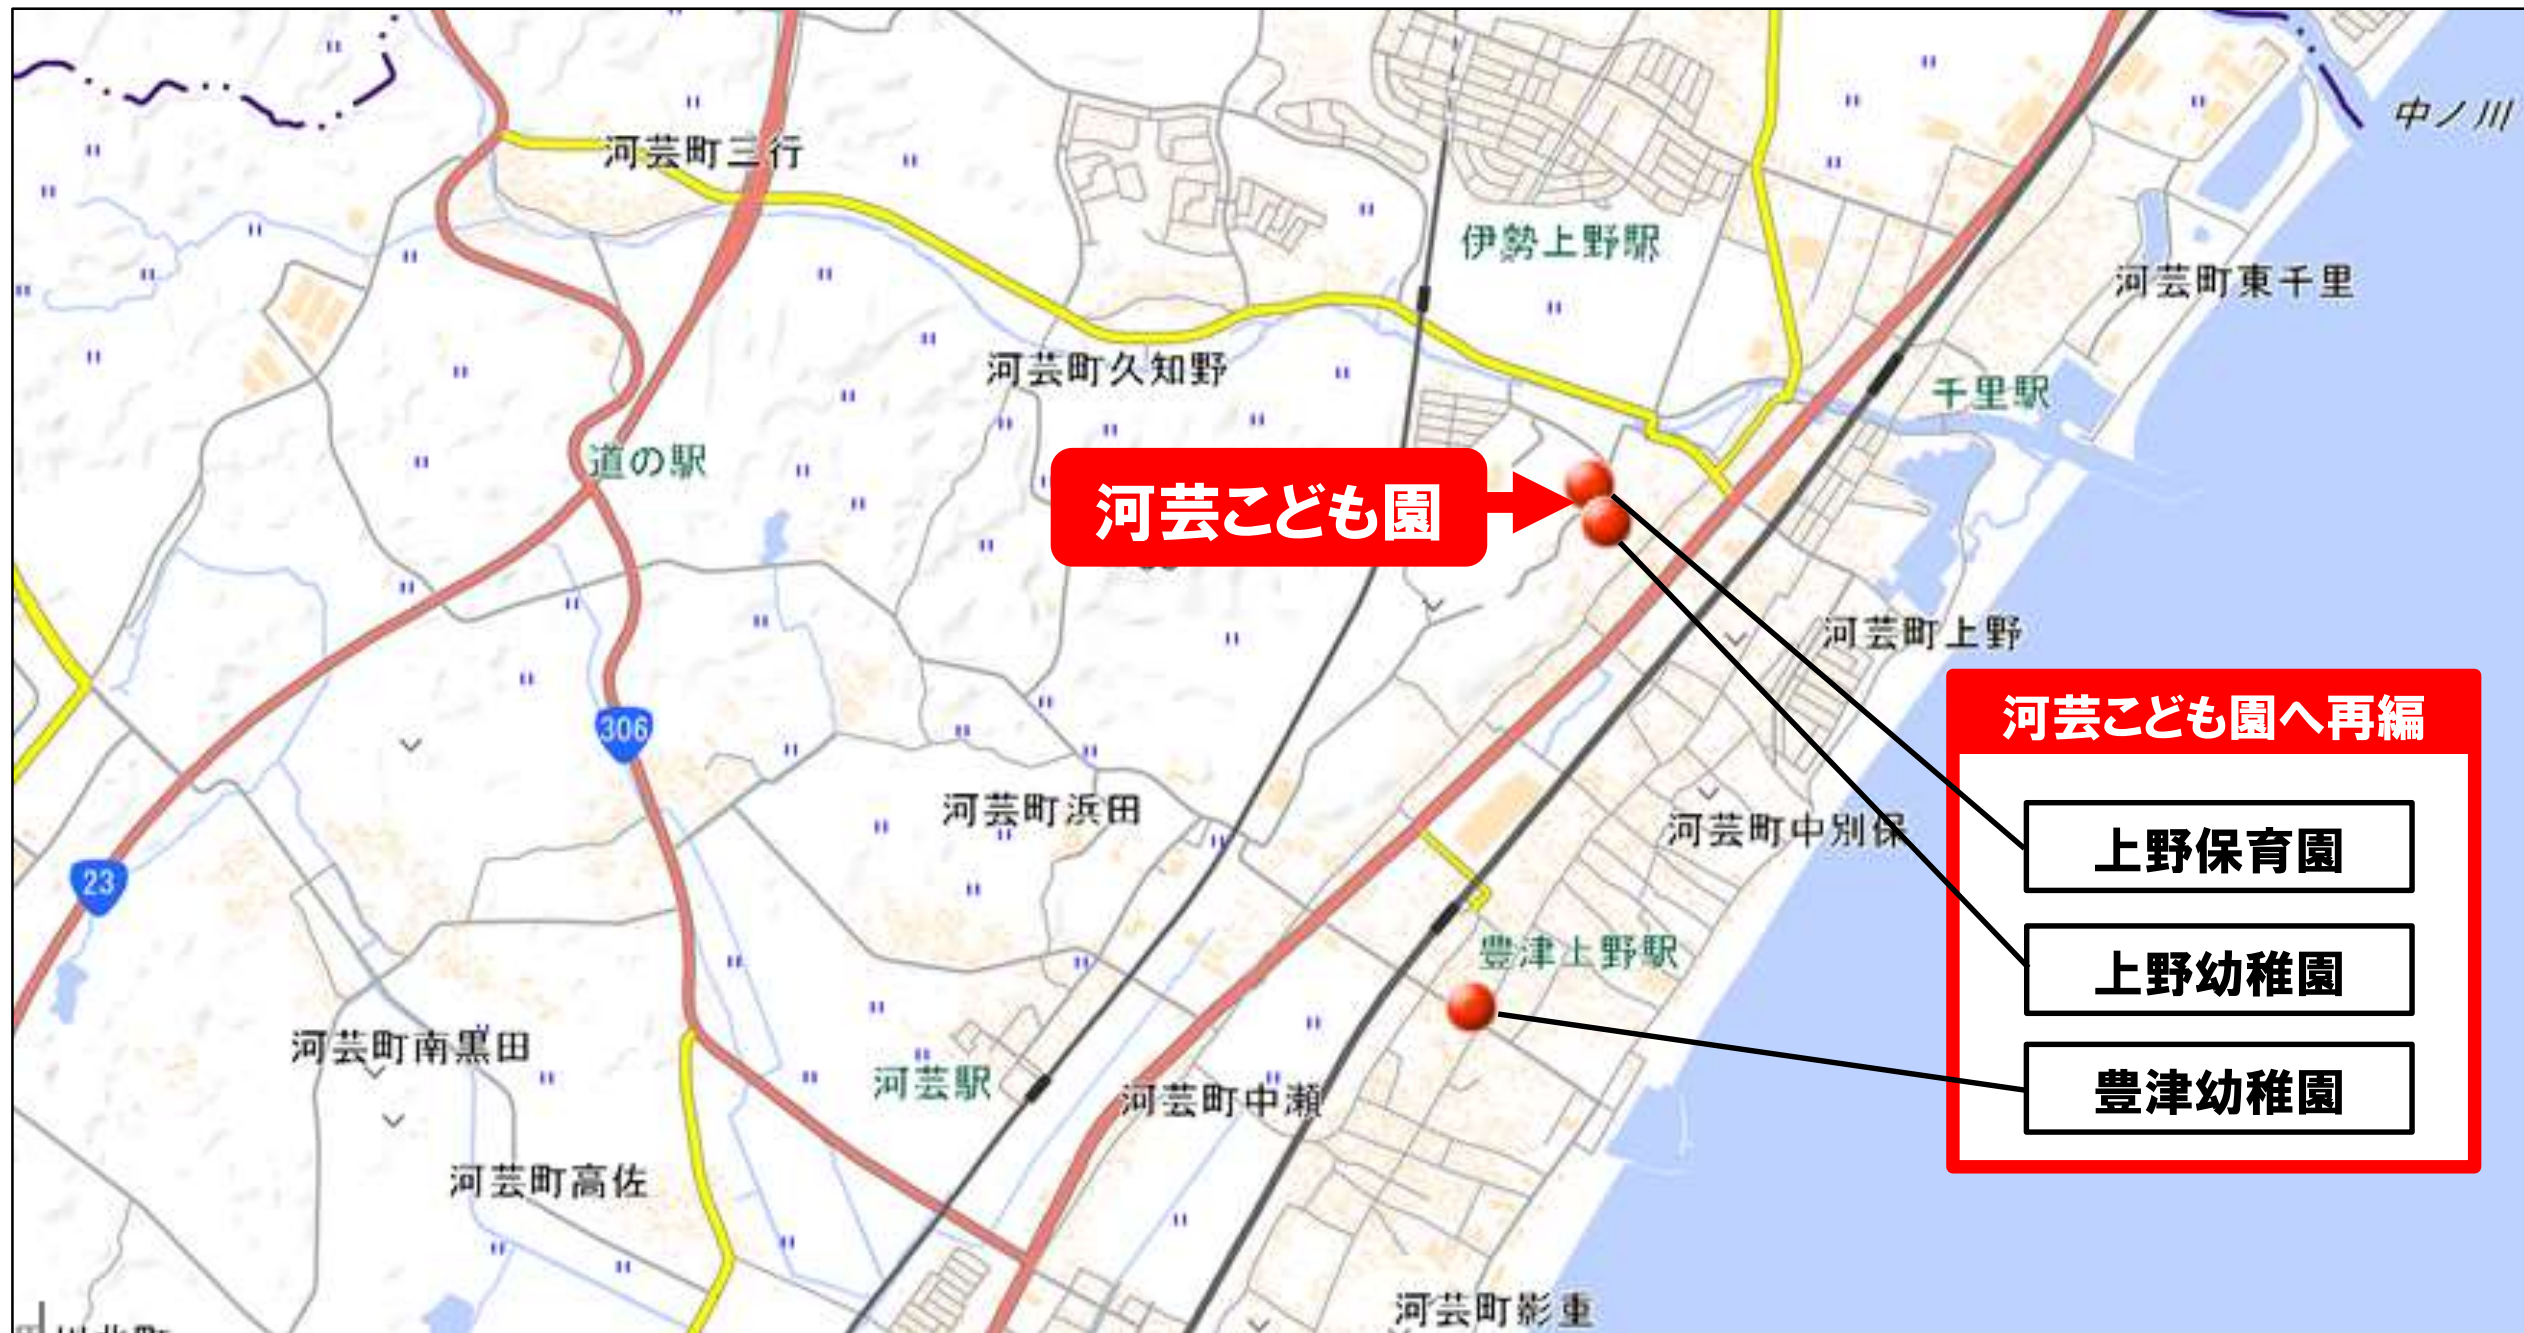 中ノ川
河芸町三行
伊勢上野駅
河芸町東千里
河芸町久知野
千里駅
道の駅
河芸こども園
河芸町上野
306
河芸こども園へ再編
河芸町浜田
河芸町中別保
上野保育園
23
豊津上野駅
上野幼稚園
河芸町南黒田
河芸駅
河芸町中瀬
豊津幼稚園
河芸町高佐
河芸町影重